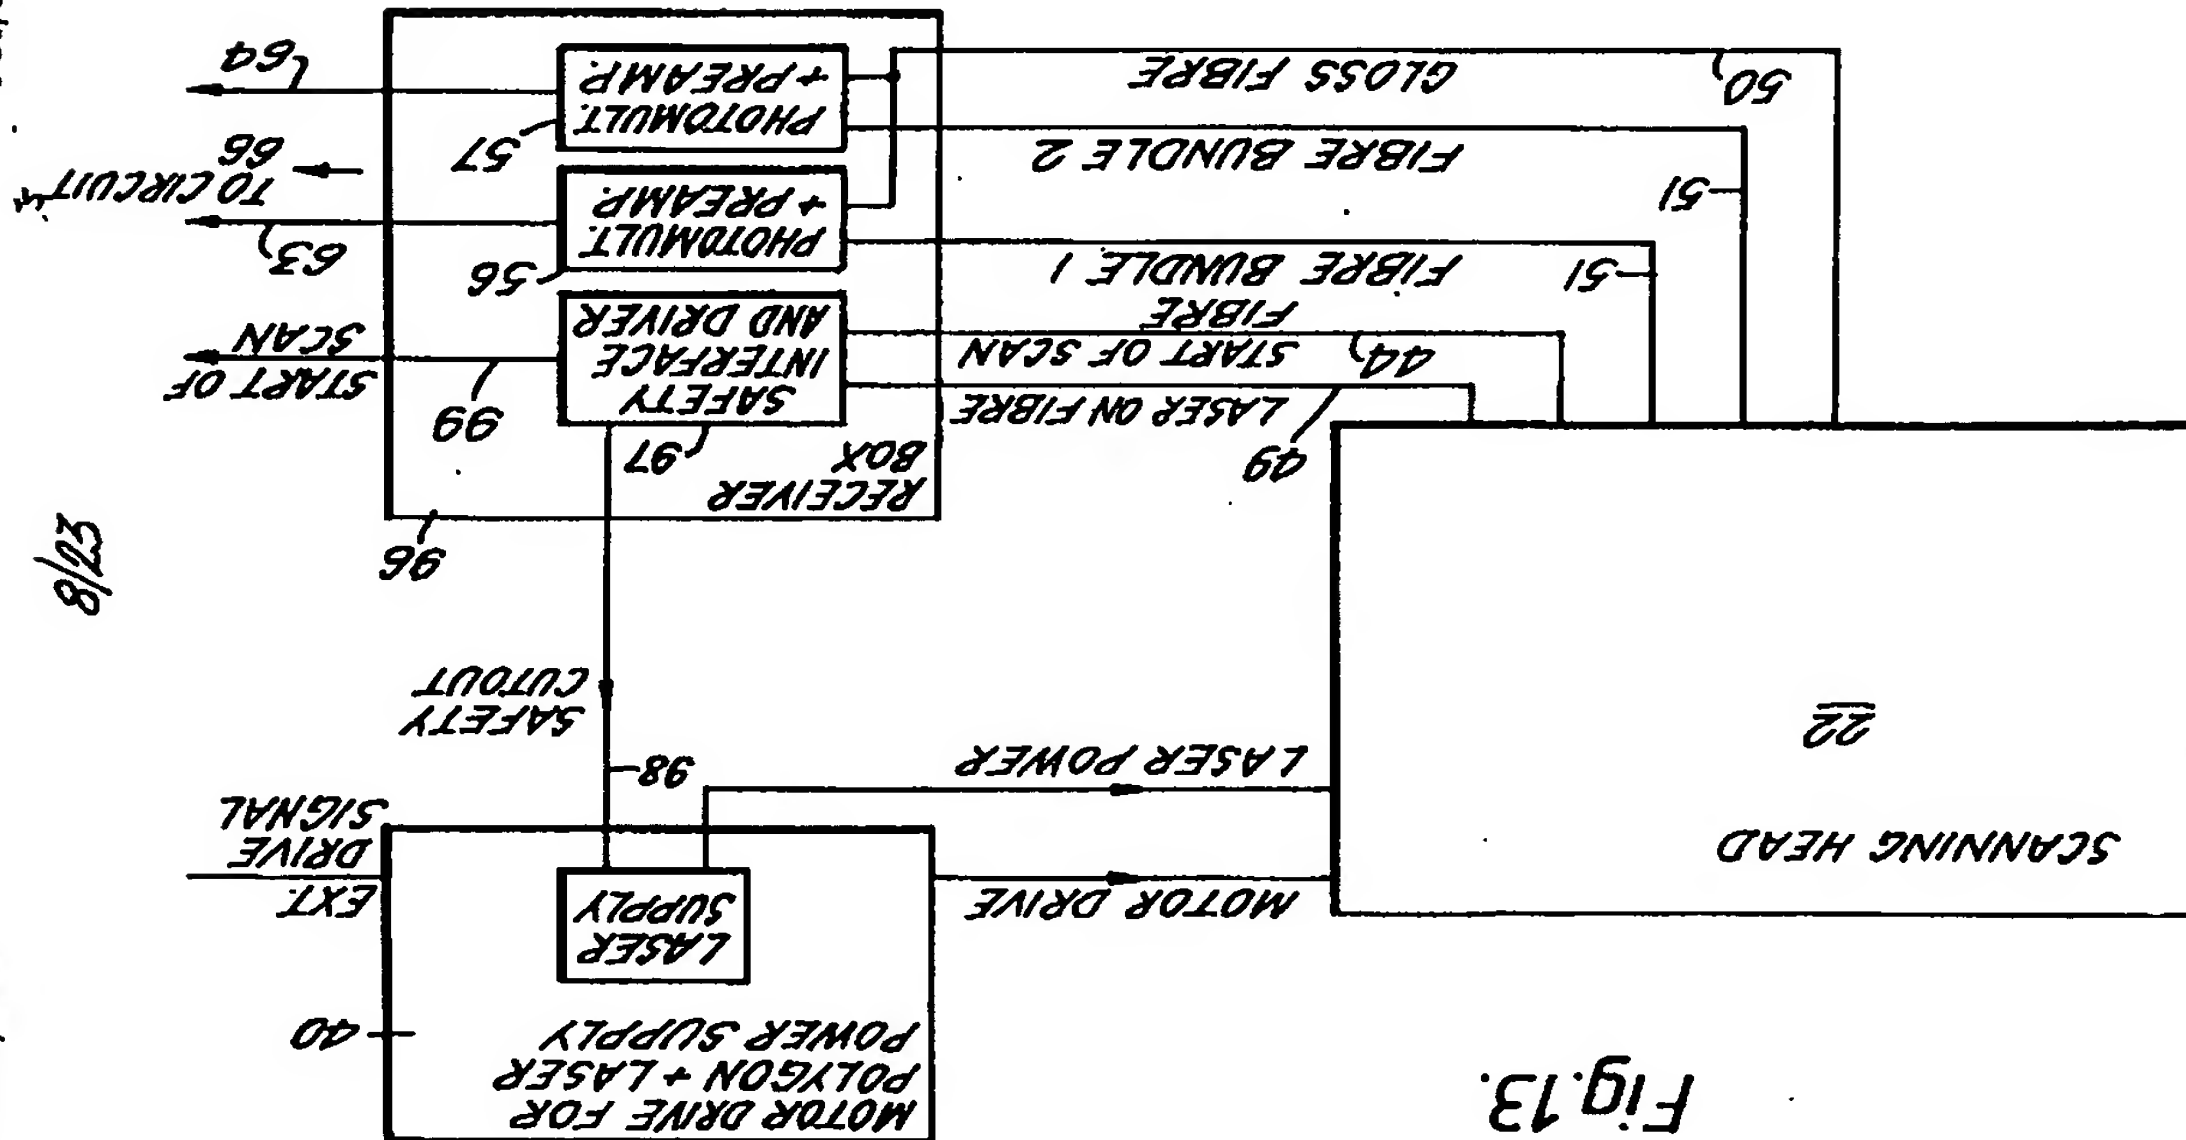 Fig.13.
MOTOR DRIVE FOR
POLYGON + LASER
POWER SUPPLY
40
LASER
SUPPLY
MOTOR DRIVE
EXT.
DRIVE
SIGNAL
SCANNING HEAD
22
LASER POWER
98
SAFETY
CUTOUT
8/23
96
RECEIVER
BOX
97
49
LASER ON FIBRE
SAFETY
INTERFACE
AND DRIVER
99
START OF
SCAN
44
START OF SCAN
FIBRE
51
FIBRE BUNDLE 1
56
PHOTOMULT.
+ PREAMP.
63
TO CIRCUIT
66
51
FIBRE BUNDLE 2
57
PHOTOMULT.
+ PREAMP.
64
50
GLOSS FIBRE